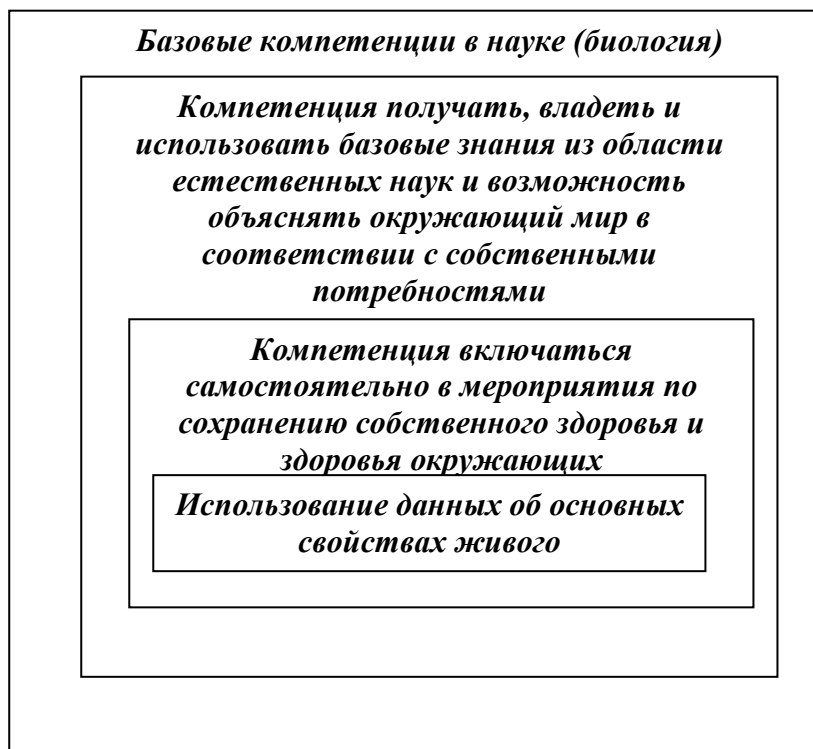 Базовые компетенции в науке (биология)
Компетенция получать, владеть и
использовать базовые знания из области
естественных наук и возможность
объяснять окружающий мир в
соответствии с собственными
потребностями
Компетенция включаться
самостоятельно в мероприятия по
сохранению собственного здоровья и
здоровья окружающих
Использование данных об основных
свойствах живого